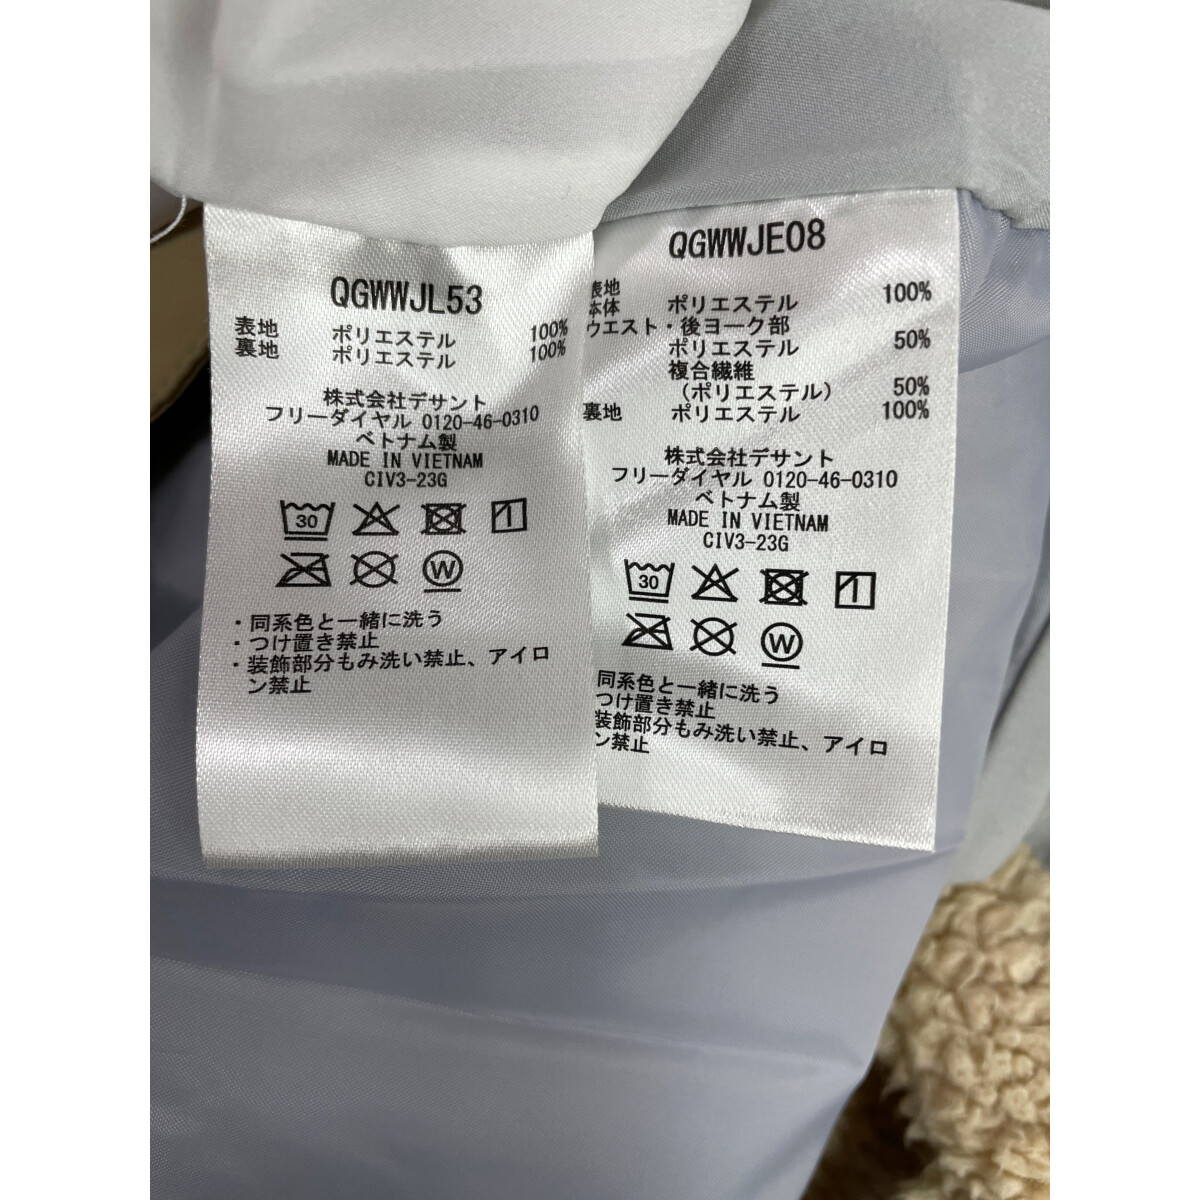 QGWWJL53
表地 ポリエステル 100%
裏地 ポリエステル 100%
株式会社デサント
フリーダイヤル 0120-46-0310
ベトナム製
MADE IN VIETNAM
CIV3-23G
30
W
・同系色と一緒に洗う
・つけ置き禁止
・装飾部分もみ洗い禁止、アイロ
ン禁止
QGWWJE08
表地
本体 ポリエステル 100%
ウエスト・後ヨーク部
ポリエステル 50%
複合繊維
(ポリエステル) 50%
裏地 ポリエステル 100%
株式会社デサント
フリーダイヤル 0120-46-0310
ベトナム製
MADE IN VIETNAM
CIV3-23G
30
W
同系色と一緒に洗う
つけ置き禁止
装飾部分もみ洗い禁止、アイロ
ン禁止